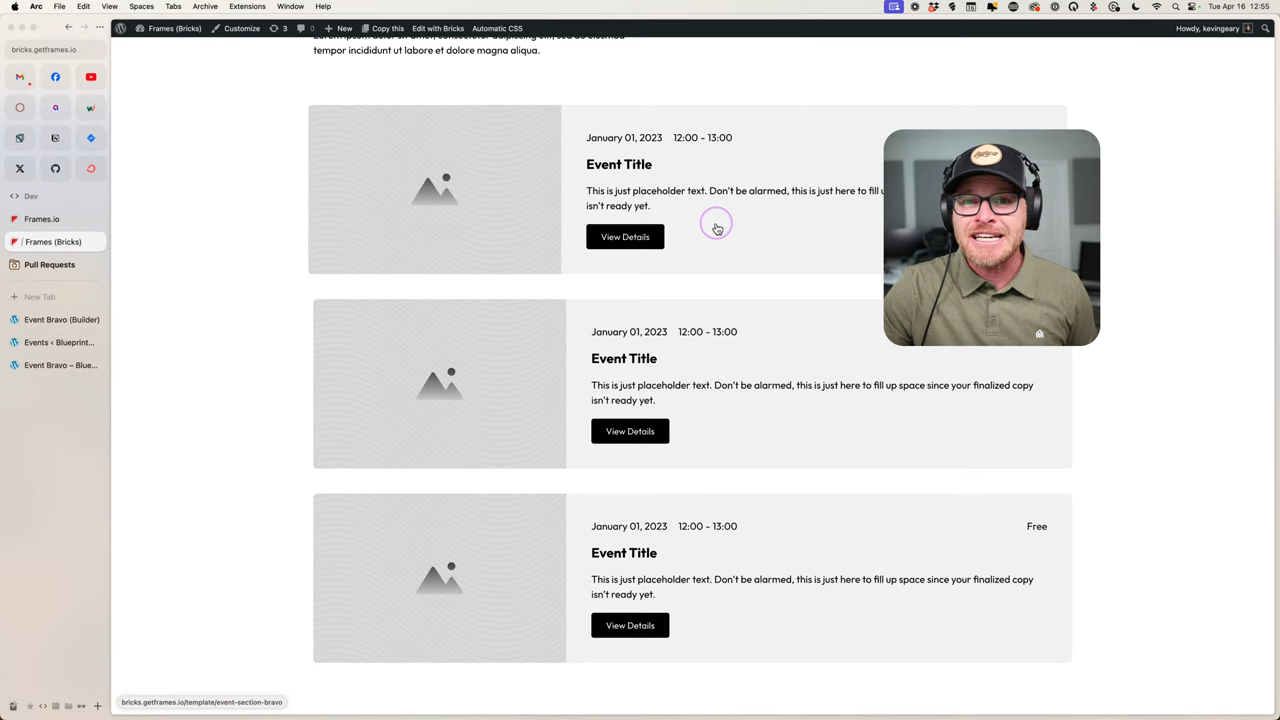 Arc File Edit View Spaces Tabs Archive Extensions Window Help Tue Apr 16 12:55
bricks.getframes.io
Frames (Bricks) Customize 3 0 New Copy this Edit with Bricks Automatic CSS Howdy, kevingeary
tempor incididunt ut labore et dolore magna aliqua.
Dev
Frames.io
/ Frames (Bricks)
Pull Requests
New Tab
Event Bravo (Builder)
Events ‹ Blueprint...
Event Bravo – Blue...
January 01, 2023 12:00 - 13:00
Event Title
This is just placeholder text. Don't be alarmed, this is just here to fill
isn't ready yet.
View Details
January 01, 2023 12:00 - 13:00
Event Title
This is just placeholder text. Don't be alarmed, this is just here to fill up space since your finalized copy
isn't ready yet.
View Details
January 01, 2023 12:00 - 13:00 Free
Event Title
This is just placeholder text. Don't be alarmed, this is just here to fill up space since your finalized copy
isn't ready yet.
View Details
bricks.getframes.io/template/event-section-bravo